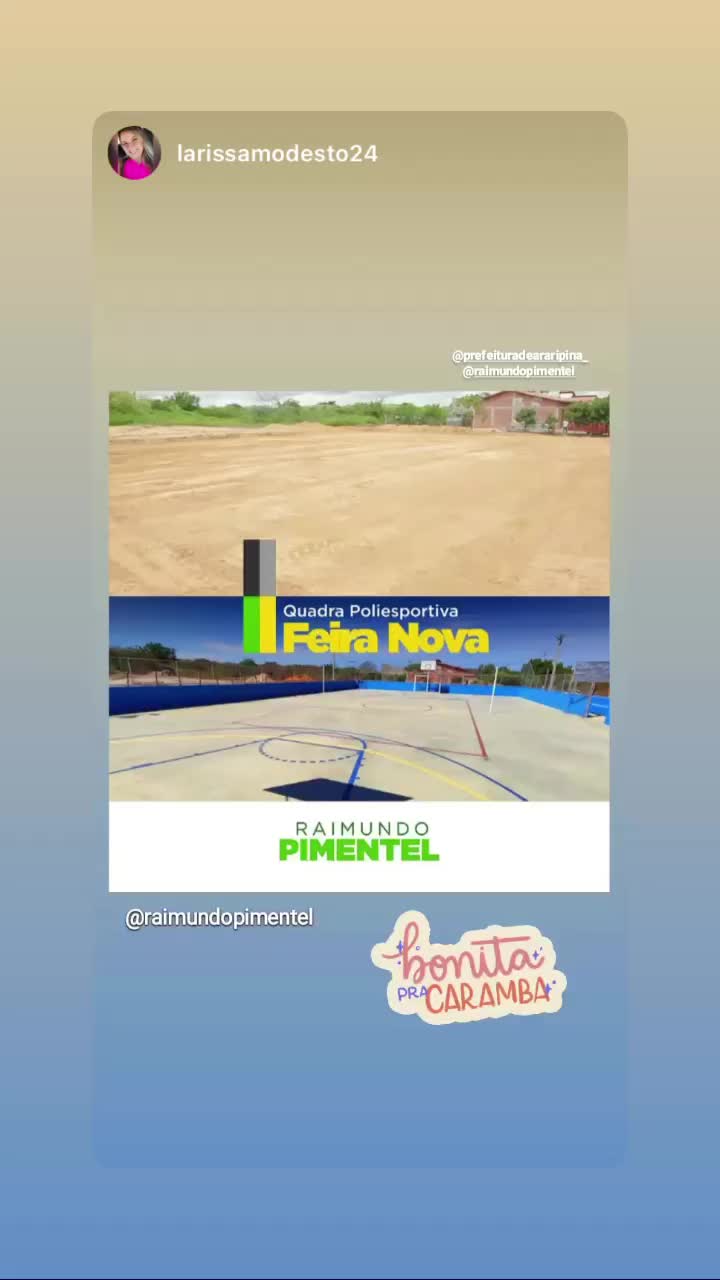 larissamodesto24
@prefeituradeararipina_
@raimundopimentel
Quadra Poliesportiva
Feira Nova
RAIMUNDO
PIMENTEL
@raimundopimentel
bonita
PRA CARAMBA